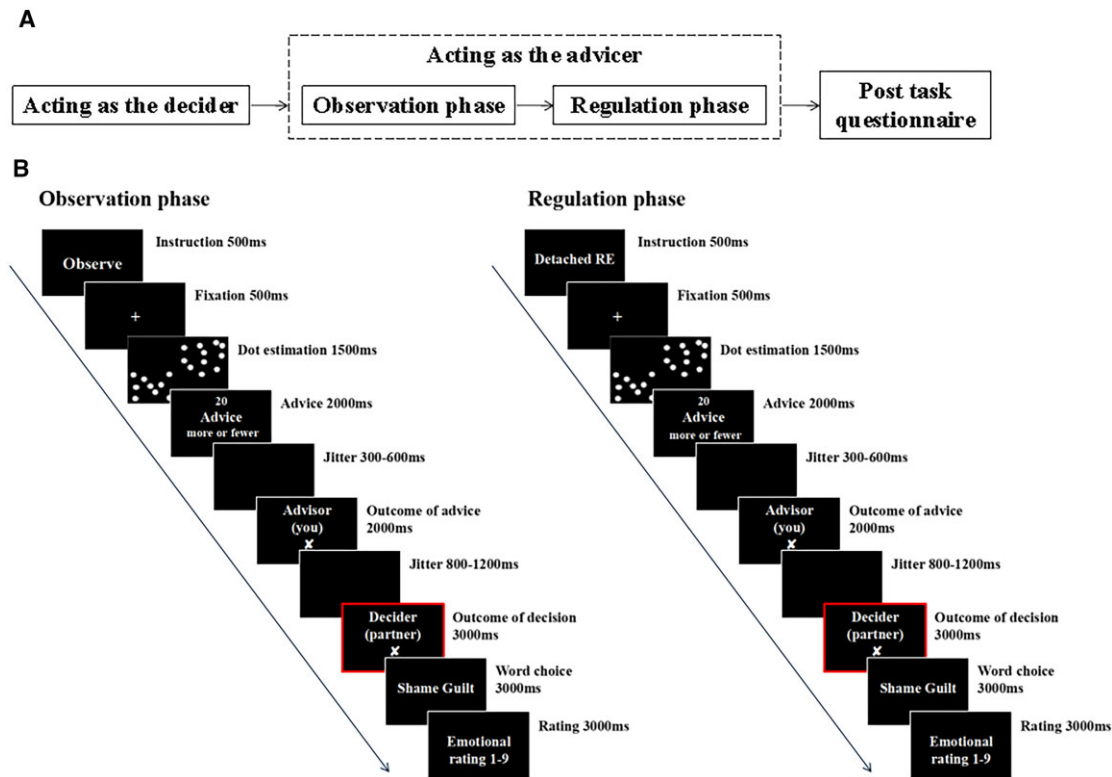 A
Acting as the advicer
Acting as the decider
Observation phase
Regulation phase
Post task
questionnaire
B
Observation phase
Observe
Instruction 500ms
+
Fixation 500ms
Dot estimation 1500ms
20
Advice
more or fewer
Advice 2000ms
Jitter 300-600ms
Advisor
(you)
✘
Outcome of advice
2000ms
Jitter 800-1200ms
Decider
(partner)
✘
Outcome of decision
3000ms
Shame Guilt
Word choice
3000ms
Emotional
rating 1-9
Rating 3000ms
Regulation phase
Detached RE
Instruction 500ms
+
Fixation 500ms
Dot estimation 1500ms
20
Advice
more or fewer
Advice 2000ms
Jitter 300-600ms
Advisor
(you)
✘
Outcome of advice
2000ms
Jitter 800-1200ms
Decider
(partner)
✘
Outcome of decision
3000ms
Shame Guilt
Word choice
3000ms
Emotional
rating 1-9
Rating 3000ms